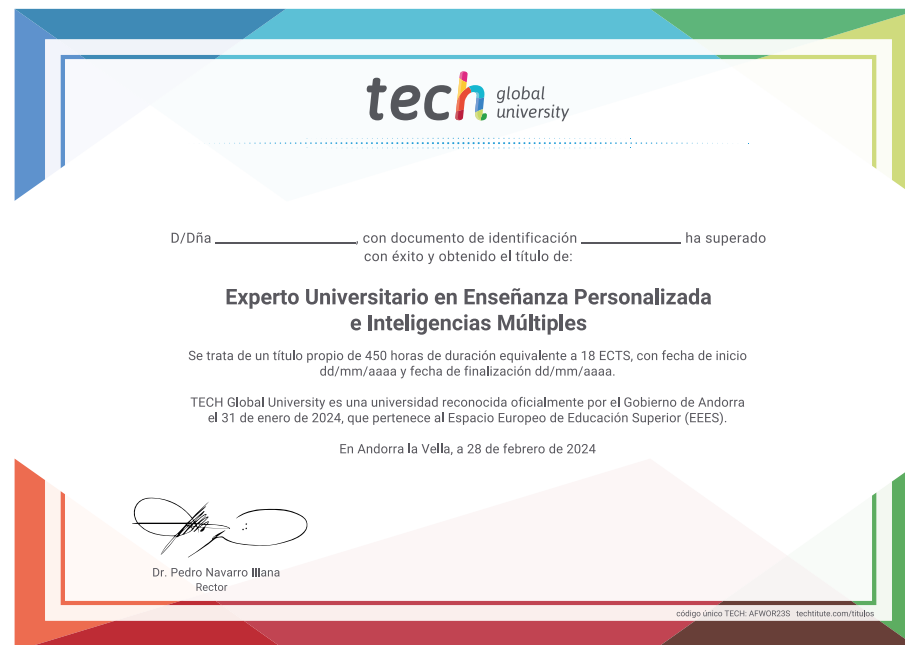 tech global
university
D/Dña ____________________, con documento de identificación ______________ ha superado
con éxito y obtenido el título de:
Experto Universitario en Enseñanza Personalizada
e Inteligencias Múltiples
Se trata de un título propio de 450 horas de duración equivalente a 18 ECTS, con fecha de inicio
dd/mm/aaaa y fecha de finalización dd/mm/aaaa.
TECH Global University es una universidad reconocida oficialmente por el Gobierno de Andorra
el 31 de enero de 2024, que pertenece al Espacio Europeo de Educación Superior (EEES).
En Andorra la Vella, a 28 de febrero de 2024
Dr. Pedro Navarro Illana
Rector
código único TECH: AFWOR23S techtitute.com/titulos